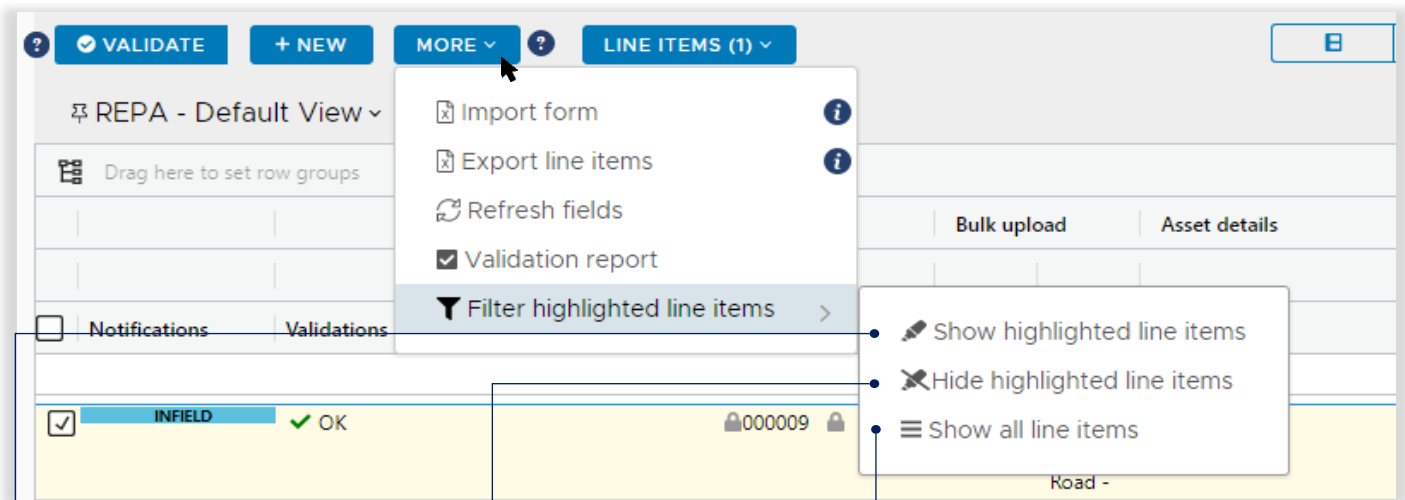 ? VALIDATE + NEW MORE ? LINE ITEMS (1)
REPA - Default View
Import form i
Export line items i
Drag here to set row groups
Refresh fields
Bulk upload Asset details
Validation report
Filter highlighted line items
Notifications Validations
Show highlighted line items
Hide highlighted line items
Show all line items
INFIELD OK 000009
Road -